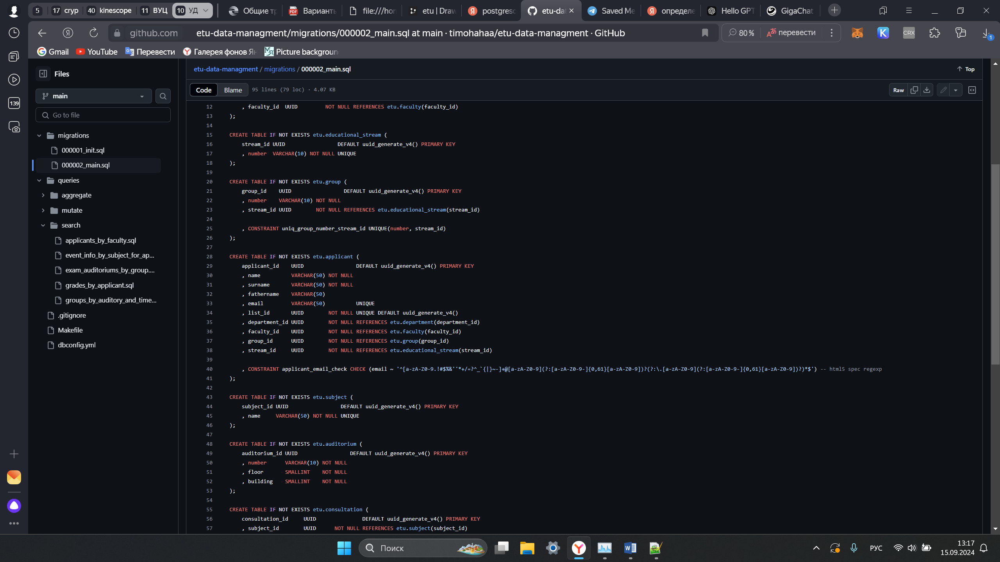 5 17 cryp 40 kinescope 11 ВУЦ 10 УД Общие тр Варианты file:///hon etu | Draw postgresc etu-dat Saved Me определе Hello GPT GigaChat
github.com etu-data-managment/migrations/000002_main.sql at main · timohahaa/etu-data-managment · GitHub 80 % перевести CRX 1
Gmail YouTube Перевести Галерея фонов Ян Picture backgroun
139
Files
main
Go to file
migrations
000001_init.sql
000002_main.sql
queries
aggregate
mutate
search
applicants_by_faculty.sql
event_info_by_subject_for_ap...
exam_auditoriums_by_group....
grades_by_applicant.sql
groups_by_auditory_and_time...
.gitignore
Makefile
dbconfig.yml
etu-data-managment / migrations / 000002_main.sql Top
Code Blame 95 lines (79 loc) · 4.07 KB Raw
12 , faculty_id UUID NOT NULL REFERENCES etu.faculty(faculty_id)
13 );
14
15 CREATE TABLE IF NOT EXISTS etu.educational_stream (
16 stream_id UUID DEFAULT uuid_generate_v4() PRIMARY KEY
17 , number VARCHAR(10) NOT NULL UNIQUE
18 );
19
20 CREATE TABLE IF NOT EXISTS etu.group (
21 group_id UUID DEFAULT uuid_generate_v4() PRIMARY KEY
22 , number VARCHAR(10) NOT NULL
23 , stream_id UUID NOT NULL REFERENCES etu.educational_stream(stream_id)
24
25 , CONSTRAINT uniq_group_number_stream_id UNIQUE(number, stream_id)
26 );
27
28 CREATE TABLE IF NOT EXISTS etu.applicant (
29 applicant_id UUID DEFAULT uuid_generate_v4() PRIMARY KEY
30 , name VARCHAR(50) NOT NULL
31 , surname VARCHAR(50) NOT NULL
32 , fathername VARCHAR(50)
33 , email VARCHAR(50) UNIQUE
34 , list_id UUID NOT NULL UNIQUE DEFAULT uuid_generate_v4()
35 , department_id UUID NOT NULL REFERENCES etu.department(department_id)
36 , faculty_id UUID NOT NULL REFERENCES etu.faculty(faculty_id)
37 , group_id UUID NOT NULL REFERENCES etu.group(group_id)
38 , stream_id UUID NOT NULL REFERENCES etu.educational_stream(stream_id)
39
40 , CONSTRAINT applicant_email_check CHECK (email ~ '^[a-zA-Z0-9.!#$%&''*+/=?^_`{|}~-]+@[a-zA-Z0-9](?:[a-zA-Z0-9-]{0,61}[a-zA-Z0-9])?(?:\.[a-zA-Z0-9](?:[a-zA-Z0-9-]{0,61}[a-zA-Z0-9])?)*$') -- html5 spec regexp
41 );
42
43 CREATE TABLE IF NOT EXISTS etu.subject (
44 subject_id UUID DEFAULT uuid_generate_v4() PRIMARY KEY
45 , name VARCHAR(50) NOT NULL UNIQUE
46 );
47
48 CREATE TABLE IF NOT EXISTS etu.auditorium (
49 auditorium_id UUID DEFAULT uuid_generate_v4() PRIMARY KEY
50 , number VARCHAR(10) NOT NULL
51 , floor SMALLINT NOT NULL
52 , building SMALLINT NOT NULL
53 );
54
55 CREATE TABLE IF NOT EXISTS etu.consultation (
56 consultation_id UUID DEFAULT uuid_generate_v4() PRIMARY KEY
57 , subject_id UUID NOT NULL REFERENCES etu.subject(subject_id)
Поиск РУС 13:17
15.09.2024